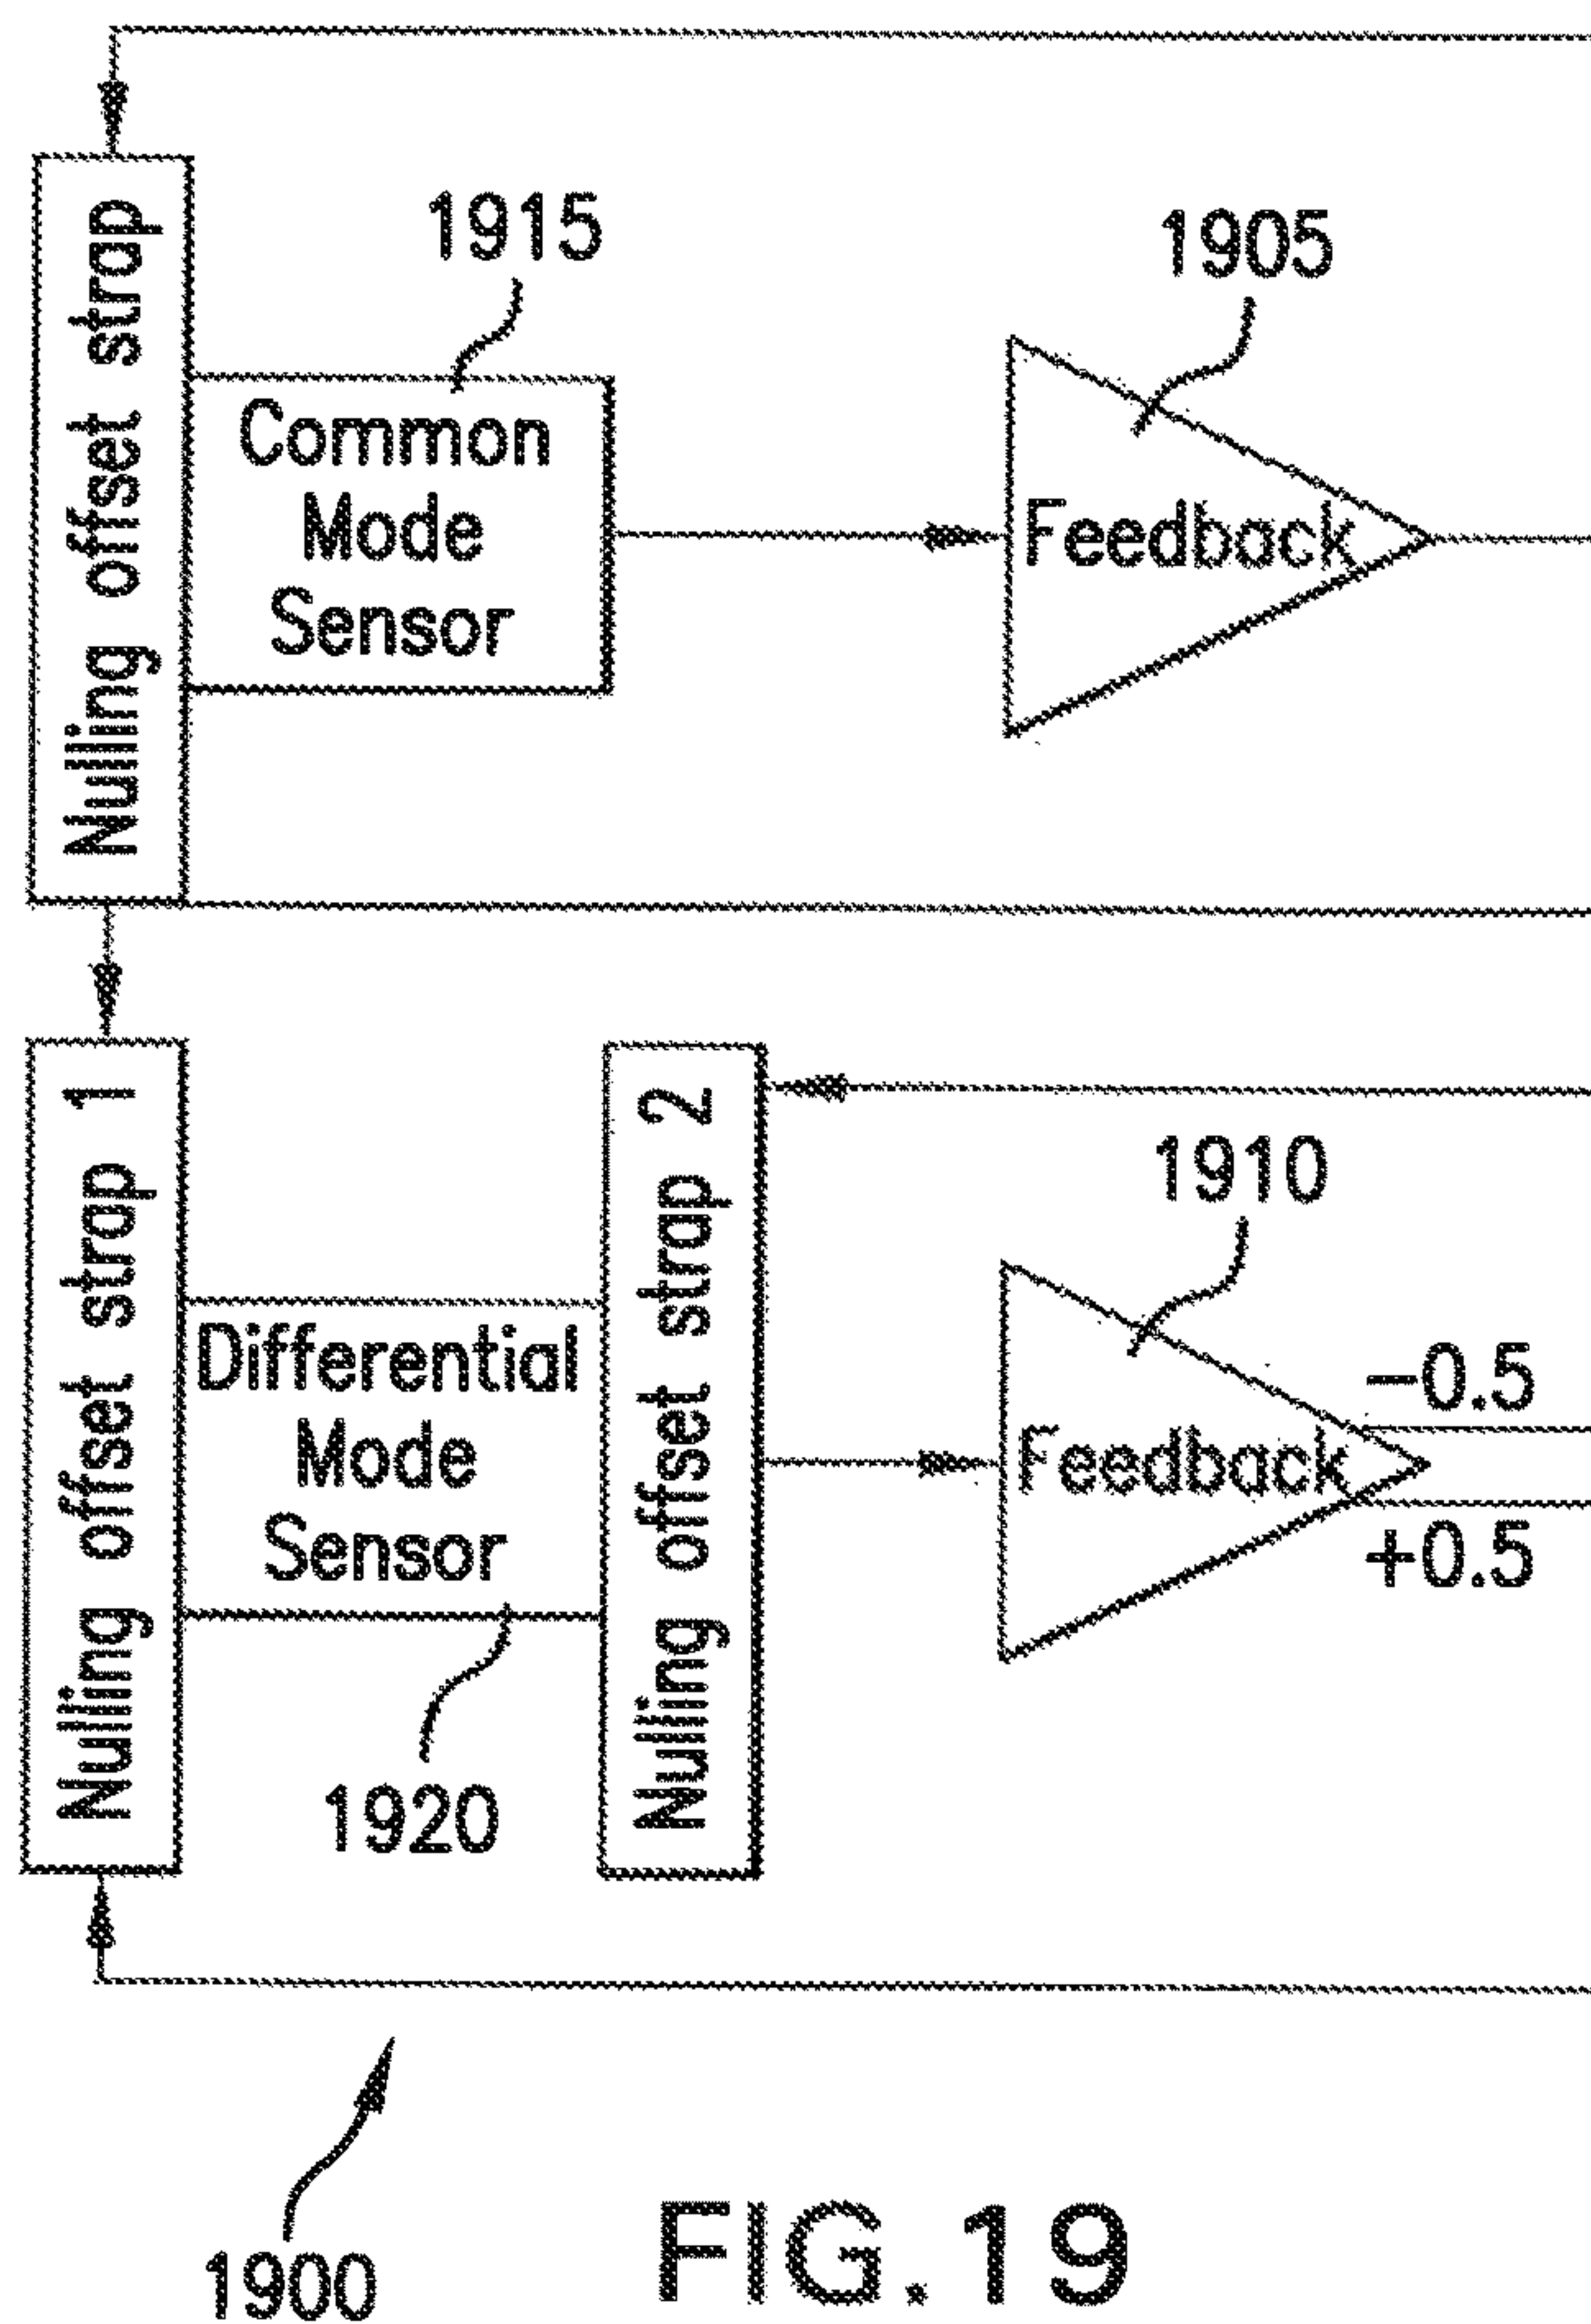 Nulling offset strap
1915
Common
Mode
Sensor
1905
Feedback
Nulling offset strap 1
Differential
Mode
Sensor
1920
Nulling offset strap 2
1910
Feedback
−0.5
+0.5
1900
FIG.19